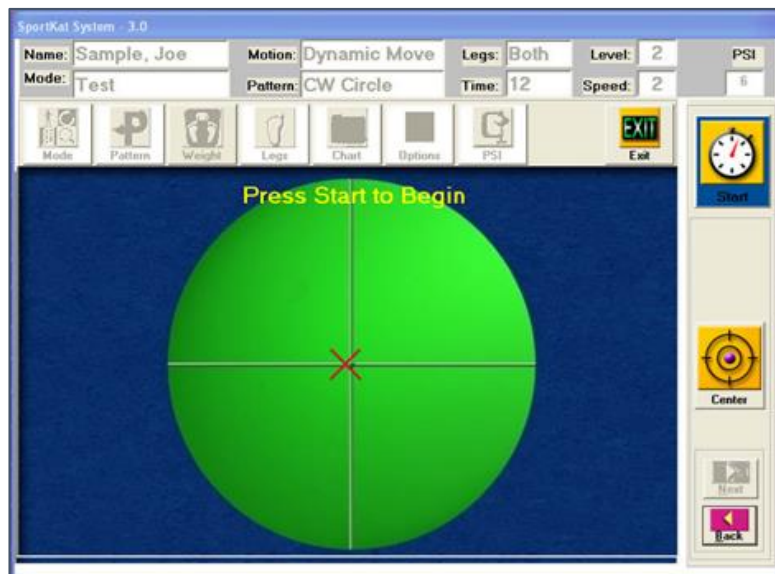 SportKat System - 3.0
Name: Sample, Joe Motion: Dynamic Move Legs: Both Level: 2 PSI
Mode: Test Pattern: CW Circle Time: 12 Speed: 2 6
EXIT
Mode Pattern Weight Legs Chart Options PSI Exit
Start
Press Start to Begin
Center
Next
Back